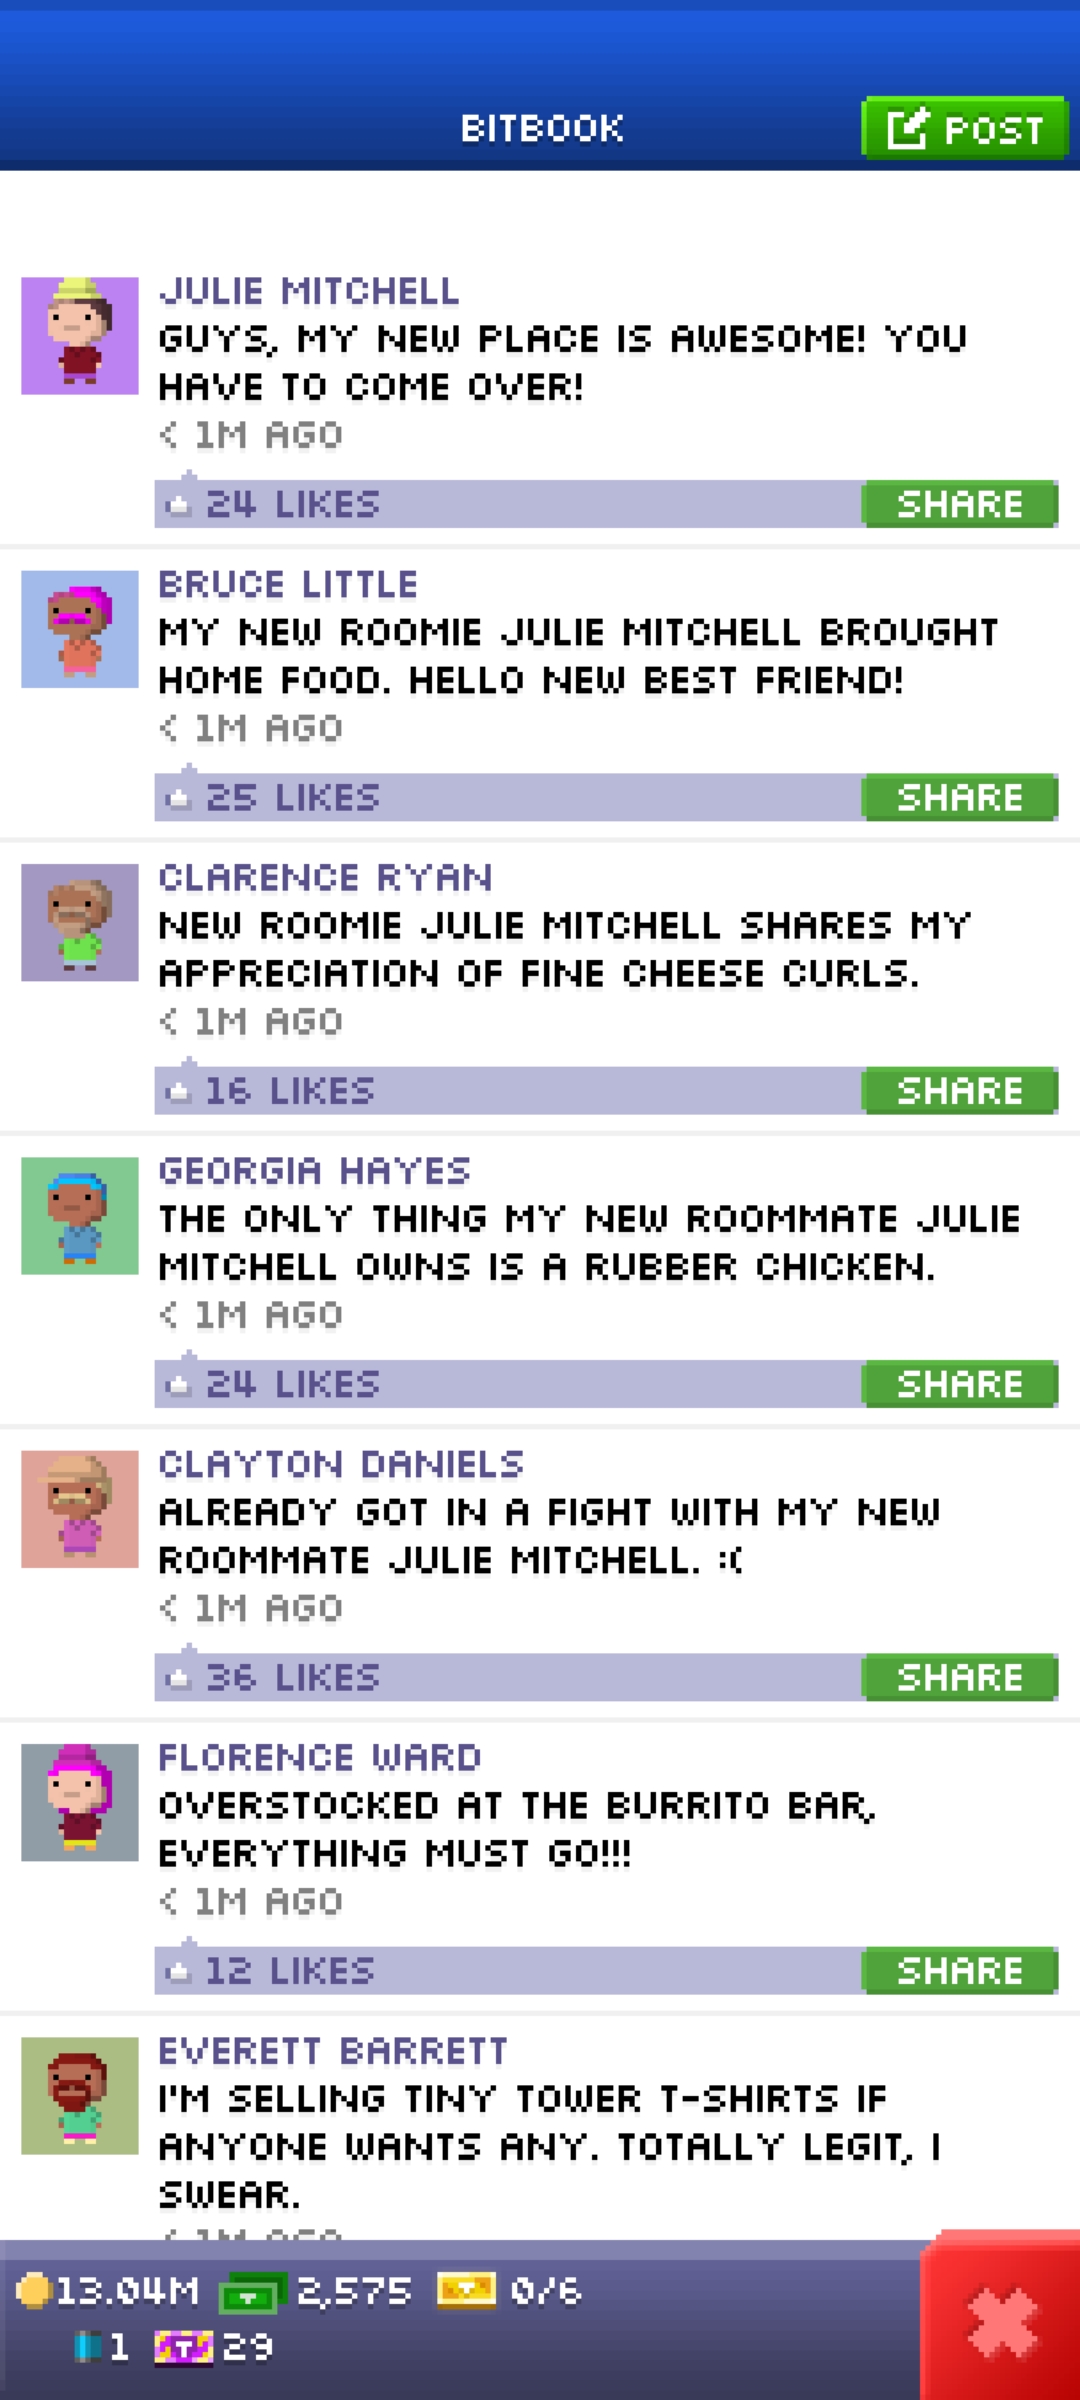 BITBOOK
POST
JULIE MITCHELL
GUYS, MY NEW PLACE IS AWESOME! YOU
HAVE TO COME OVER!
< 1M AGO
24 LIKES
SHARE
BRUCE LITTLE
MY NEW ROOMIE JULIE MITCHELL BROUGHT
HOME FOOD. HELLO NEW BEST FRIEND!
< 1M AGO
25 LIKES
SHARE
CLARENCE RYAN
NEW ROOMIE JULIE MITCHELL SHARES MY
APPRECIATION OF FINE CHEESE CURLS.
< 1M AGO
16 LIKES
SHARE
GEORGIA HAYES
THE ONLY THING MY NEW ROOMMATE JULIE
MITCHELL OWNS IS A RUBBER CHICKEN.
< 1M AGO
24 LIKES
SHARE
CLAYTON DANIELS
ALREADY GOT IN A FIGHT WITH MY NEW
ROOMMATE JULIE MITCHELL. :(
< 1M AGO
36 LIKES
SHARE
FLORENCE WARD
OVERSTOCKED AT THE BURRITO BAR,
EVERYTHING MUST GO!!!
< 1M AGO
12 LIKES
SHARE
EVERETT BARRETT
I'M SELLING TINY TOWER T-SHIRTS IF
ANYONE WANTS ANY. TOTALLY LEGIT, I
SWEAR.
< 1M AGO
13.04M 2,575 0/6
1 T 29